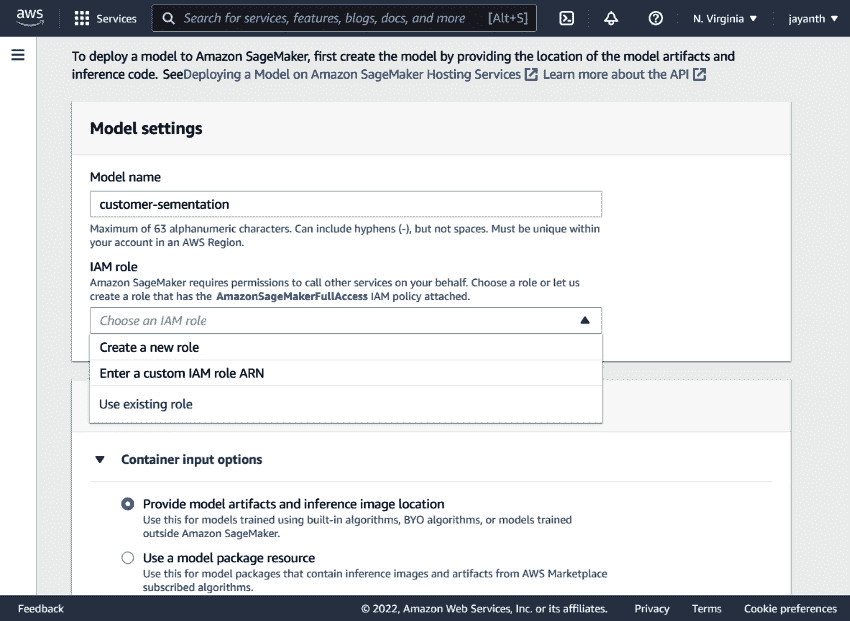 aws
Services
Search for services, features, blogs, docs, and more [Alt+S]
N. Virginia
jayanth
To deploy a model to Amazon SageMaker, first create the model by providing the location of the model artifacts and
inference code. SeeDeploying a Model on Amazon SageMaker Hosting Services Learn more about the API
Model settings
Model name
customer-sementation
Maximum of 63 alphanumeric characters. Can include hyphens (-), but not spaces. Must be unique within
your account in an AWS Region.
IAM role
Amazon SageMaker requires permissions to call other services on your behalf. Choose a role or let us
create a role that has the AmazonSageMakerFullAccess IAM policy attached.
Choose an IAM role
Create a new role
Enter a custom IAM role ARN
Use existing role
Container input options
Provide model artifacts and inference image location
Use this for models trained using built-in algorithms, BYO algorithms, or models trained
outside Amazon SageMaker.
Use a model package resource
Use this for model packages that contain inference images and artifacts from AWS Marketplace
subscribed algorithms.
Feedback
© 2022, Amazon Web Services, Inc. or its affiliates.
Privacy
Terms
Cookie preferences